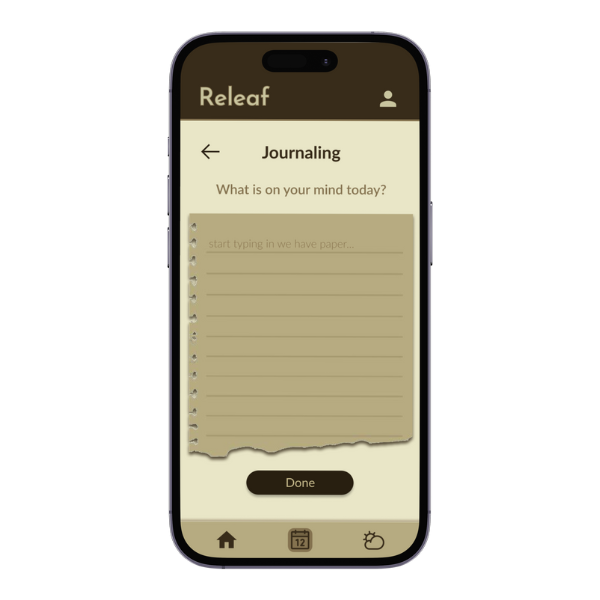 Releaf
Journaling
What is on your mind today?
start typing in we have paper...
Done
12